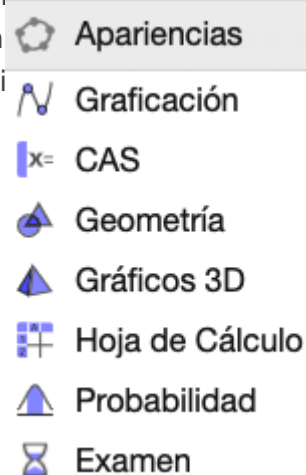 Apariencias
Graficación
x= CAS
Geometría
Gráficos 3D
Hoja de Cálculo
Probabilidad
Examen